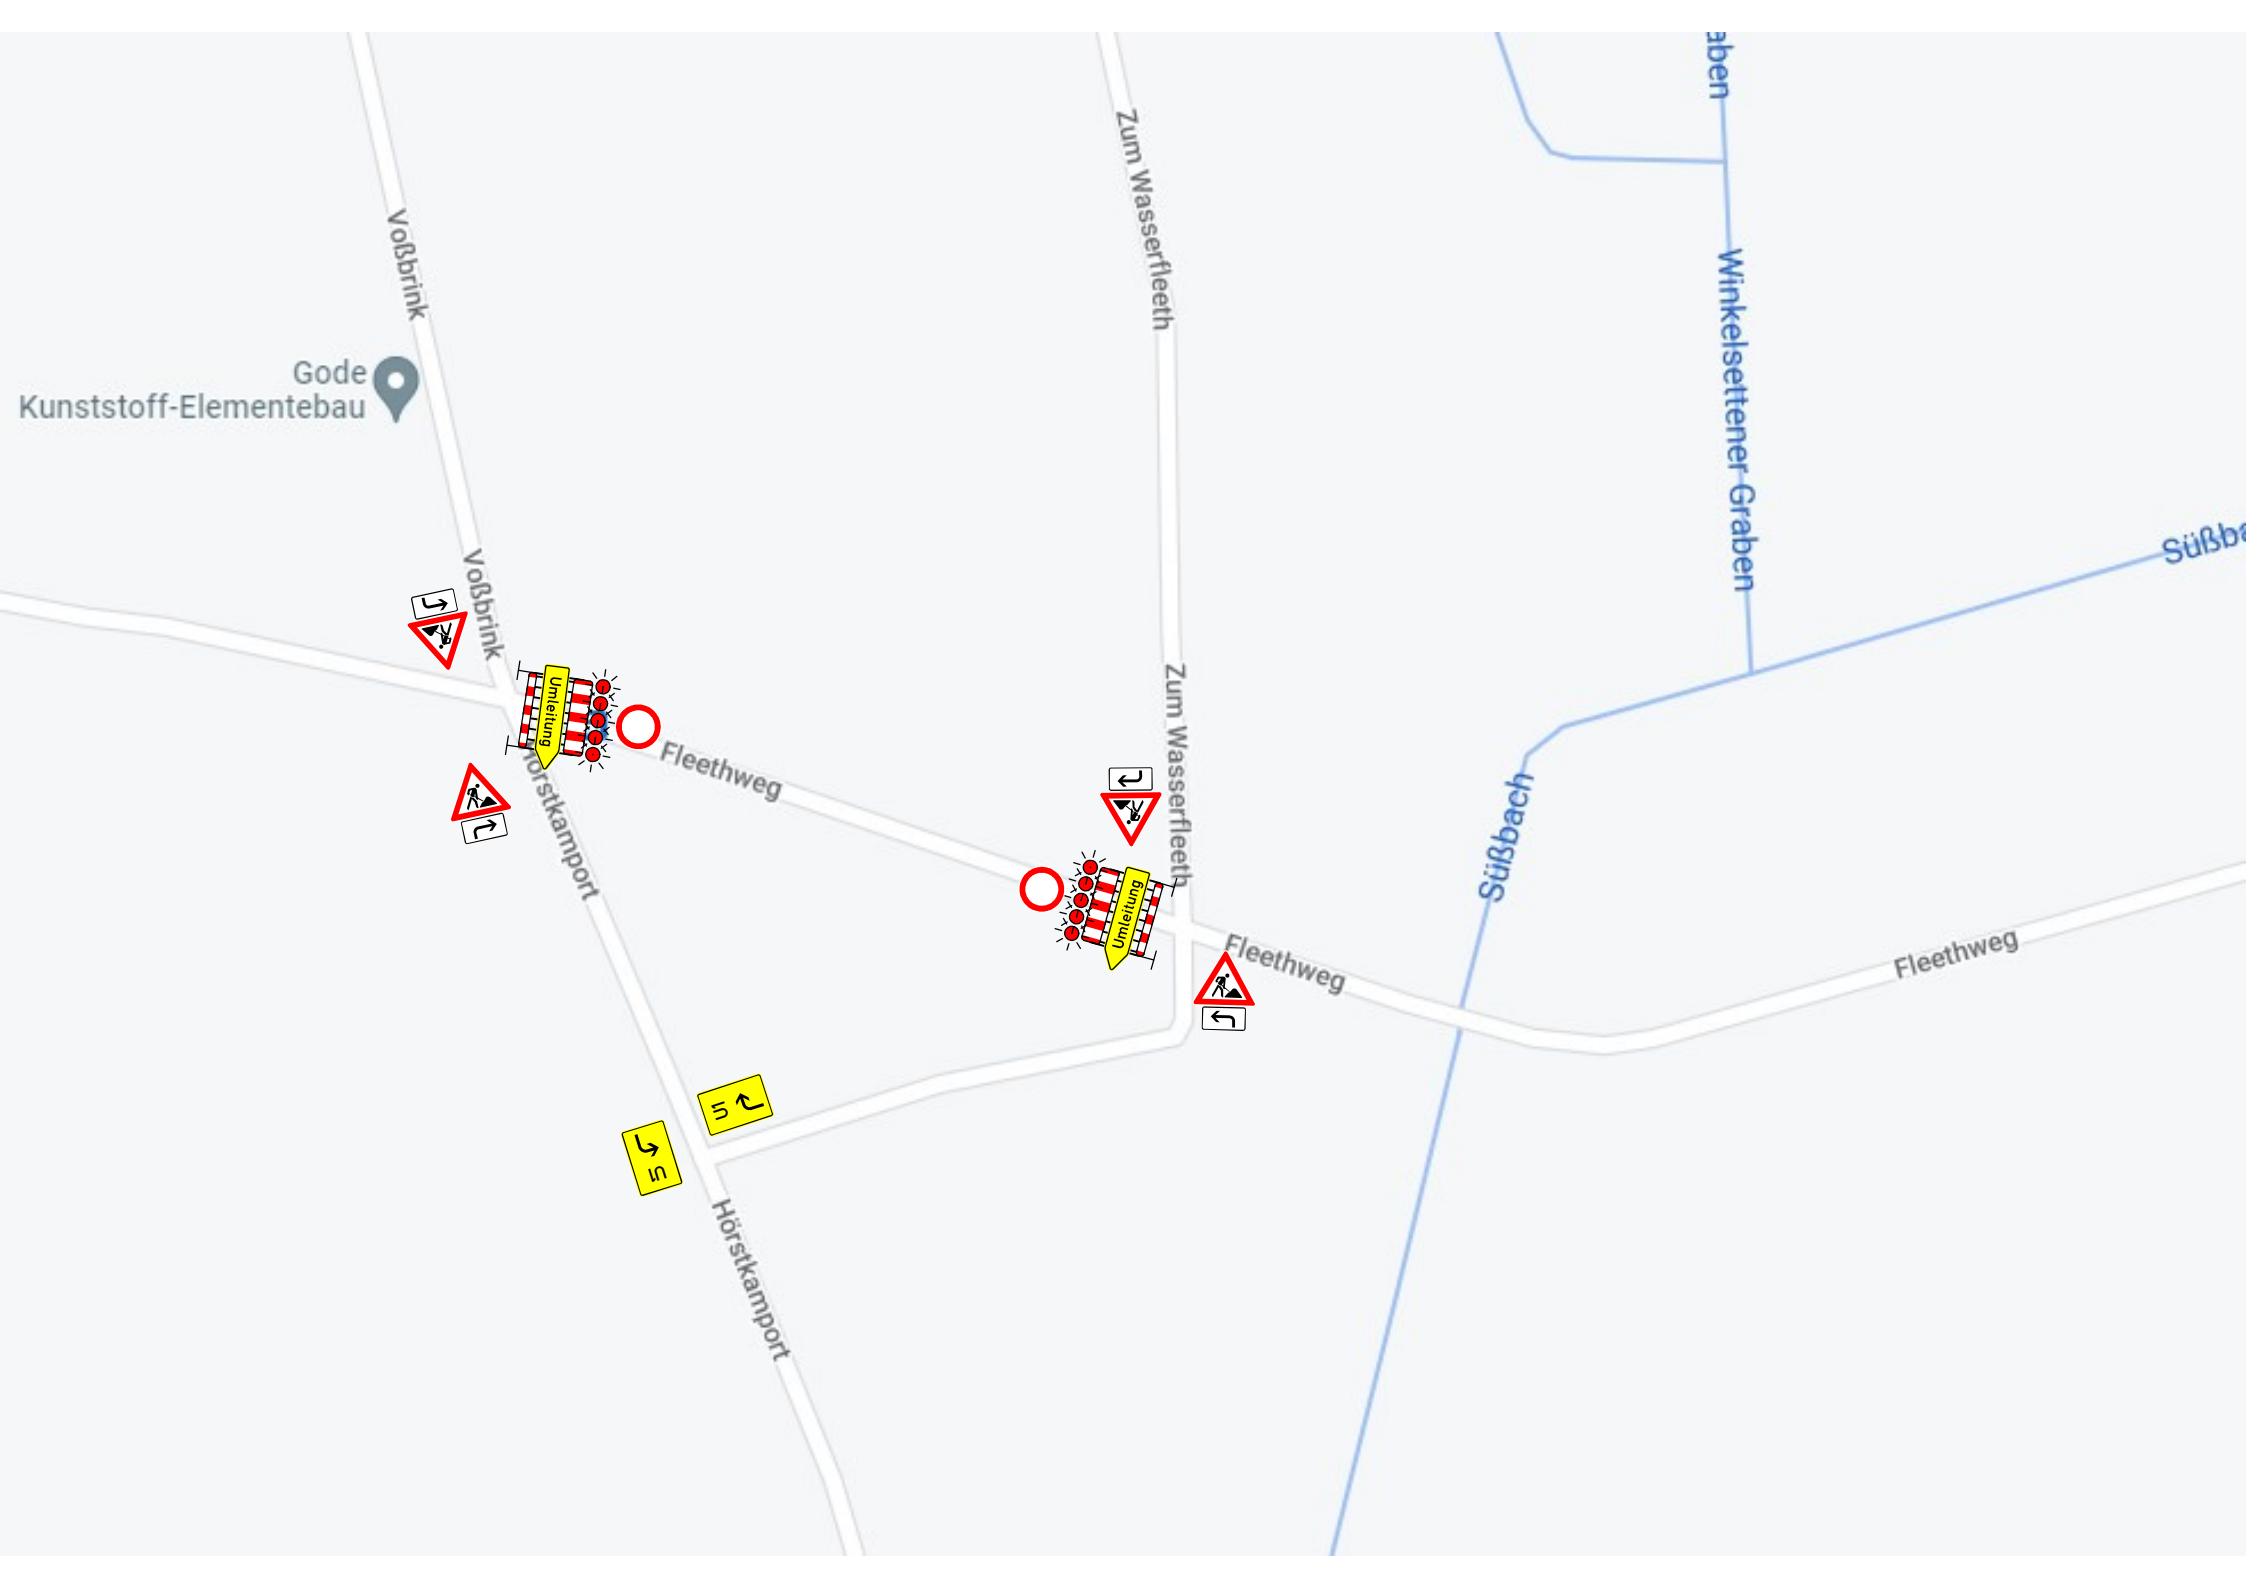 aben
Zum Wasserfleeth
Voßbrink
Winkelsettener Graben
Gode
Kunststoff-Elementebau
Süßba
Voßbrink
Umleitung
Zum Wasserfleeth
Fleethweg
Hörstkamport
Süßbach
Umleitung
Fleethweg
Fleethweg
U1
U1
Hörstkamport